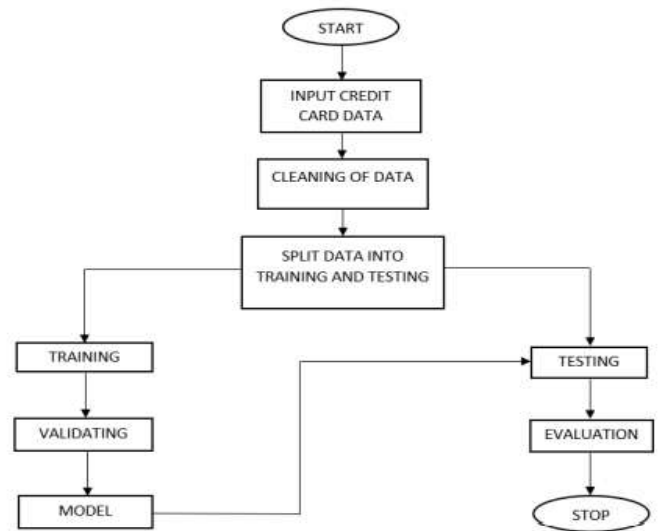 START
INPUT CREDIT
CARD DATA
CLEANING OF DATA
SPLIT DATA INTO
TRAINING AND TESTING
TRAINING
VALIDATING
MODEL
TESTING
EVALUATION
STOP